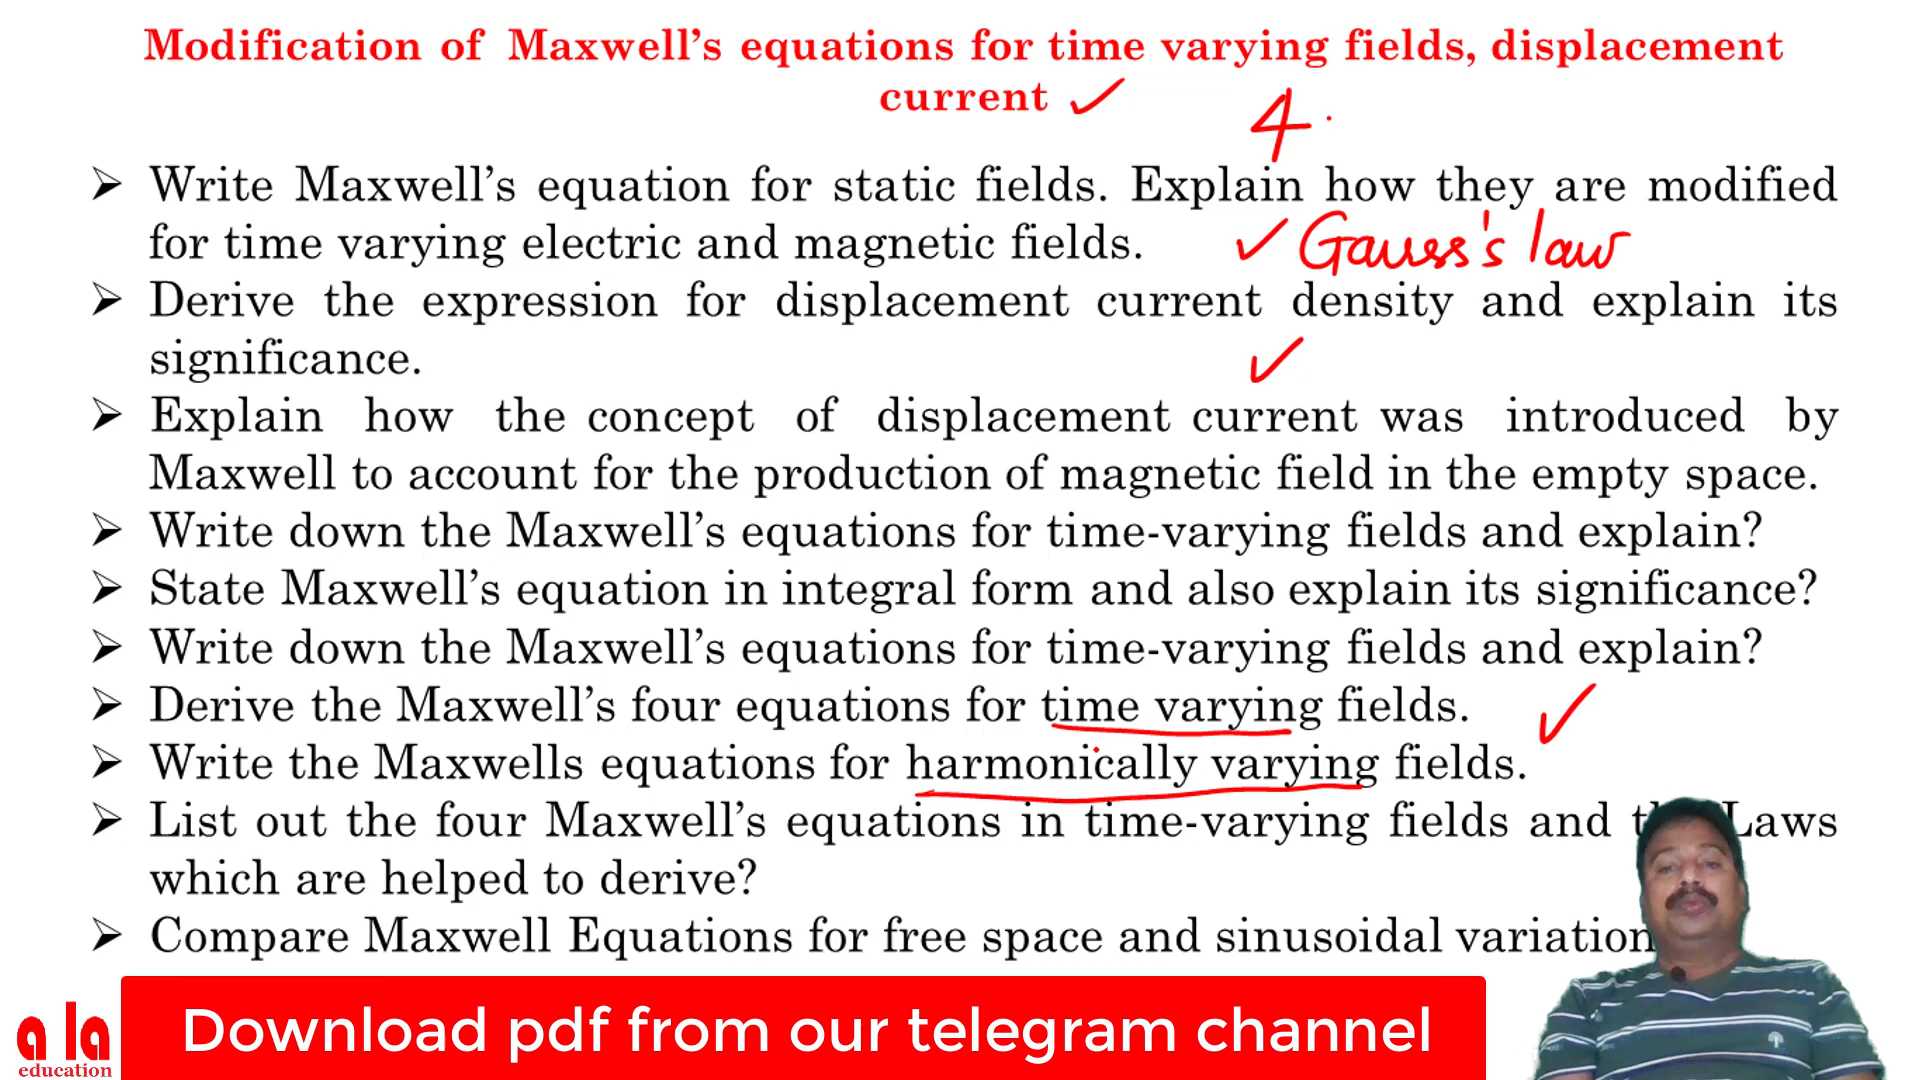 Modification of Maxwell’s equations for time varying fields, displacement
current
4
➢ Write Maxwell’s equation for static fields. Explain how they are modified
for time varying electric and magnetic fields.
Gauss's law
➢ Derive the expression for displacement current density and explain its
significance.
➢ Explain how the concept of displacement current was introduced by
Maxwell to account for the production of magnetic field in the empty space.
➢ Write down the Maxwell’s equations for time-varying fields and explain?
➢ State Maxwell’s equation in integral form and also explain its significance?
➢ Write down the Maxwell’s equations for time-varying fields and explain?
➢ Derive the Maxwell’s four equations for time varying fields.
➢ Write the Maxwells equations for harmonically varying fields.
➢ List out the four Maxwell’s equations in time-varying fields and Laws
which are helped to derive?
➢ Compare Maxwell Equations for free space and sinusoidal variation
Download pdf from our telegram channel
a la
education